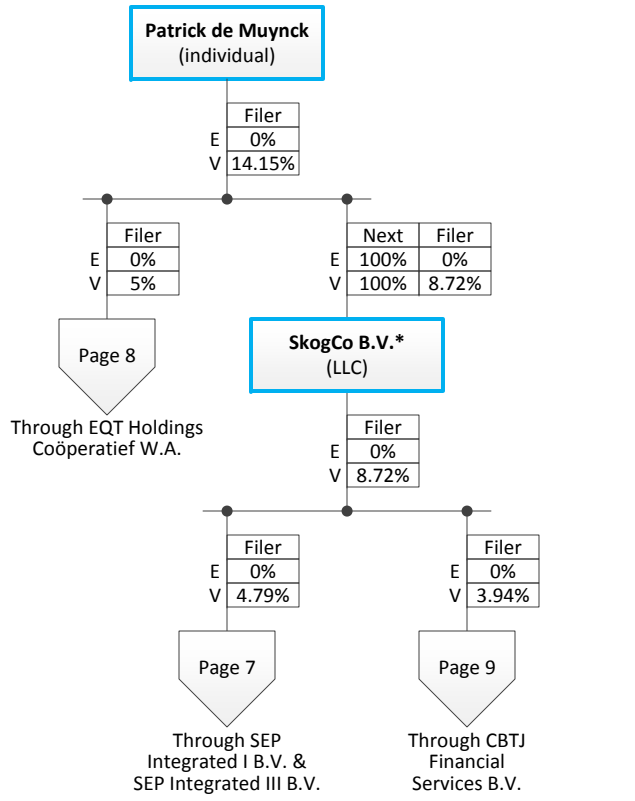 Patrick de Muynck
(individual)
Filer
E 0%
V 14.15%
Filer
E 0%
V 5%
Next Filer
E 100% 0%
V 100% 8.72%
Page 8
Through EQT Holdings
Coöperatief W.A.
SkogCo B.V.*
(LLC)
Filer
E 0%
V 8.72%
Filer
E 0%
V 4.79%
Filer
E 0%
V 3.94%
Page 7
Through SEP
Integrated I B.V. &
SEP Integrated III B.V.
Page 9
Through CBTJ
Financial
Services B.V.